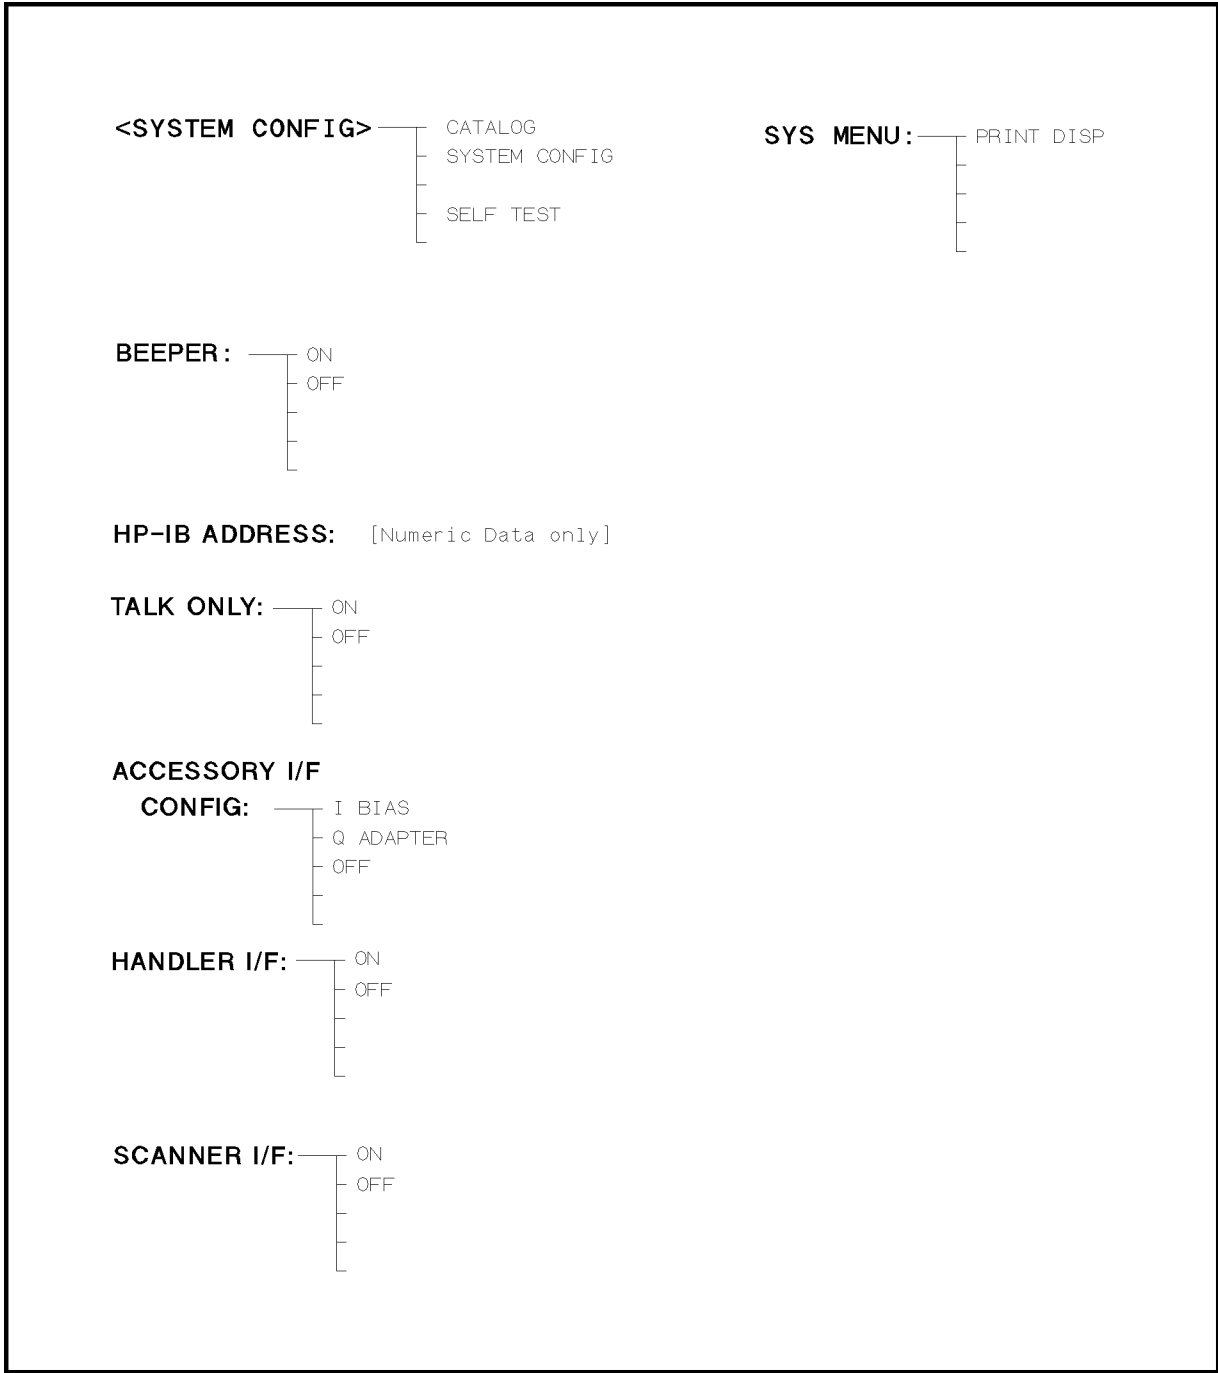 <SYSTEM CONFIG> CATALOG
SYSTEM CONFIG
SELF TEST
SYS MENU: PRINT DISP
BEEPER: ON
OFF
HP-IB ADDRESS: [Numeric Data only]
TALK ONLY: ON
OFF
ACCESSORY I/F
CONFIG: I BIAS
Q ADAPTER
OFF
HANDLER I/F: ON
OFF
SCANNER I/F: ON
OFF